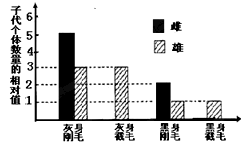 子代个体数量的相对值
6
5
4
3
2
1
雌
雄
灰身 灰身 黑身 黑身
刚毛 截毛 刚毛 截毛